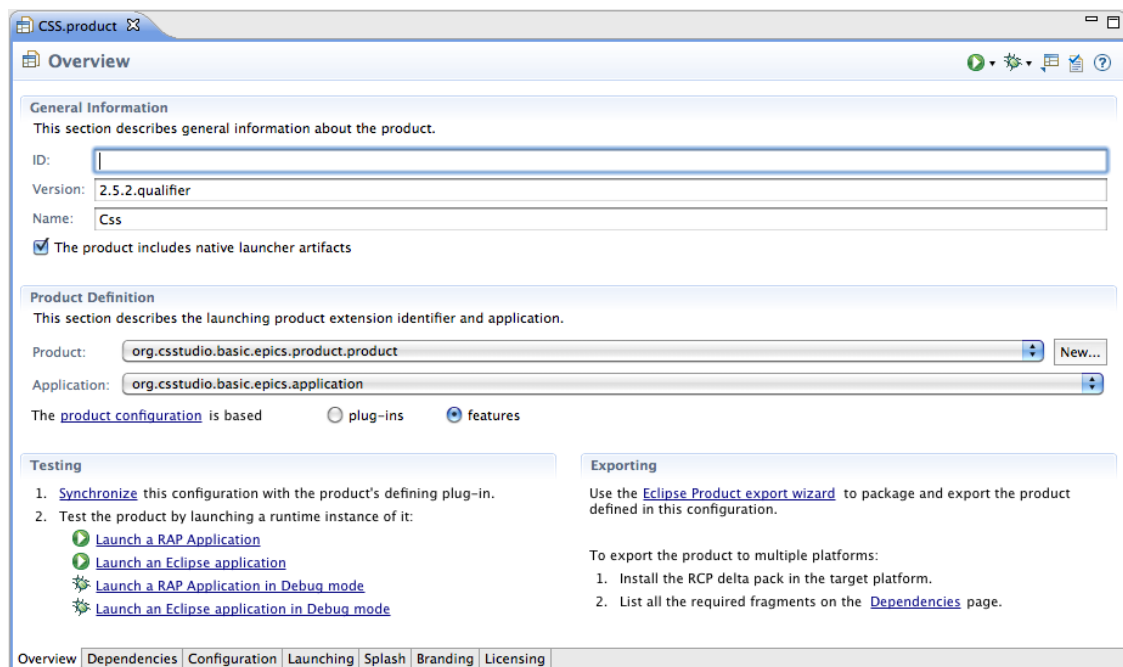 CSS.product
Overview
General Information
This section describes general information about the product.
ID:
Version: 2.5.2.qualifier
Name: Css
The product includes native launcher artifacts
Product Definition
This section describes the launching product extension identifier and application.
Product: org.csstudio.basic.epics.product.product New...
Application: org.csstudio.basic.epics.application
The product configuration is based plug-ins features
Testing
1. Synchronize this configuration with the product's defining plug-in.
2. Test the product by launching a runtime instance of it:
Launch a RAP Application
Launch an Eclipse application
Launch a RAP Application in Debug mode
Launch an Eclipse application in Debug mode
Exporting
Use the Eclipse Product export wizard to package and export the product
defined in this configuration.
To export the product to multiple platforms:
1. Install the RCP delta pack in the target platform.
2. List all the required fragments on the Dependencies page.
Overview Dependencies Configuration Launching Splash Branding Licensing